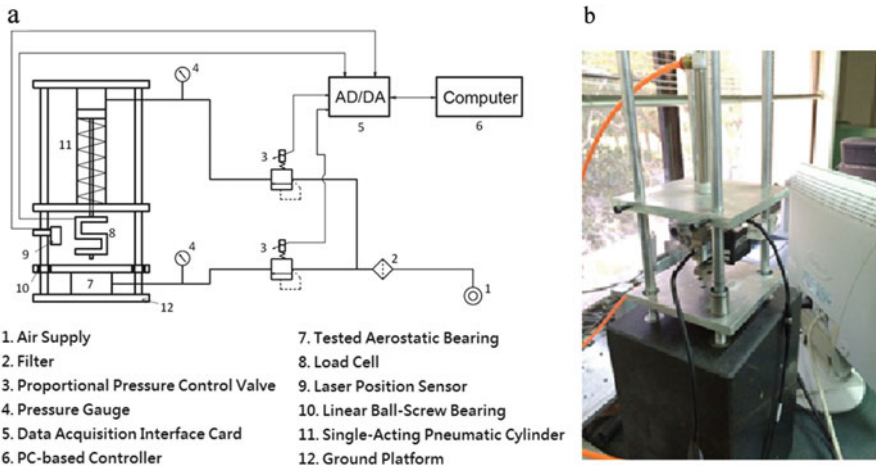 a
b
4
AD/DA
Computer
5
6
11
3
8
9
4
3
2
10
7
1
12
1. Air Supply
2. Filter
3. Proportional Pressure Control Valve
4. Pressure Gauge
5. Data Acquisition Interface Card
6. PC-based Controller
7. Tested Aerostatic Bearing
8. Load Cell
9. Laser Position Sensor
10. Linear Ball-Screw Bearing
11. Single-Acting Pneumatic Cylinder
12. Ground Platform